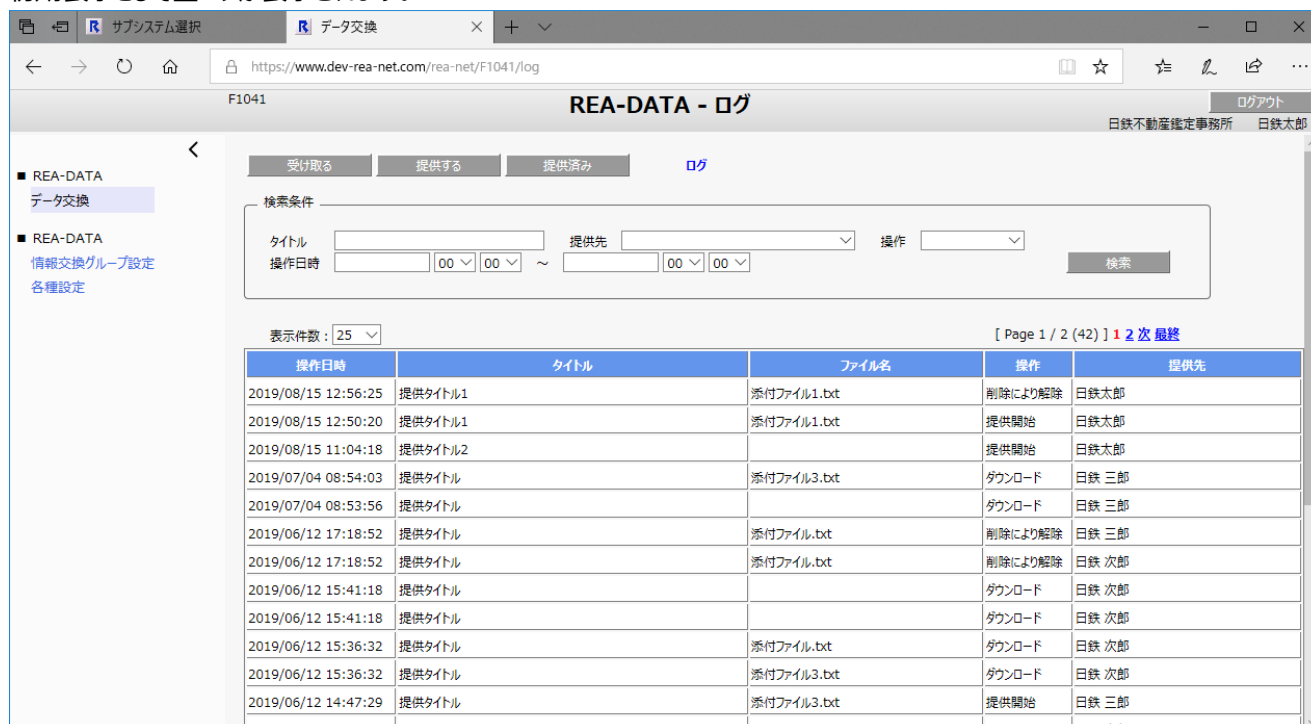 サブシステム選択
データ交換
https://www.dev-rea-net.com/rea-net/F1041/log
F1041
REA-DATA - ログ
ログアウト
日鉄不動産鑑定事務所 日鉄太郎
受け取る 提供する 提供済み ログ
■ REA-DATA
データ交換
■ REA-DATA
情報交換グループ設定
各種設定
検索条件
タイトル 提供先 操作
操作日時 00 00 ～ 00 00
検索
表示件数 : 25
[ Page 1 / 2 (42) ] 1 2 次 最終
操作日時 タイトル ファイル名 操作 提供先
2019/08/15 12:56:25 提供タイトル1 添付ファイル1.txt 削除により解除 日鉄太郎
2019/08/15 12:50:20 提供タイトル1 添付ファイル1.txt 提供開始 日鉄太郎
2019/08/15 11:04:18 提供タイトル2 提供開始 日鉄太郎
2019/07/04 08:54:03 提供タイトル 添付ファイル3.txt ダウンロード 日鉄 三郎
2019/07/04 08:53:56 提供タイトル ダウンロード 日鉄 三郎
2019/06/12 17:18:52 提供タイトル 添付ファイル.txt 削除により解除 日鉄 三郎
2019/06/12 17:18:52 提供タイトル 添付ファイル.txt 削除により解除 日鉄 次郎
2019/06/12 15:41:18 提供タイトル ダウンロード 日鉄 次郎
2019/06/12 15:41:18 提供タイトル ダウンロード 日鉄 次郎
2019/06/12 15:36:32 提供タイトル 添付ファイル.txt ダウンロード 日鉄 次郎
2019/06/12 15:36:32 提供タイトル 添付ファイル3.txt ダウンロード 日鉄 次郎
2019/06/12 14:47:29 提供タイトル 添付ファイル3.txt 提供開始 日鉄 三郎